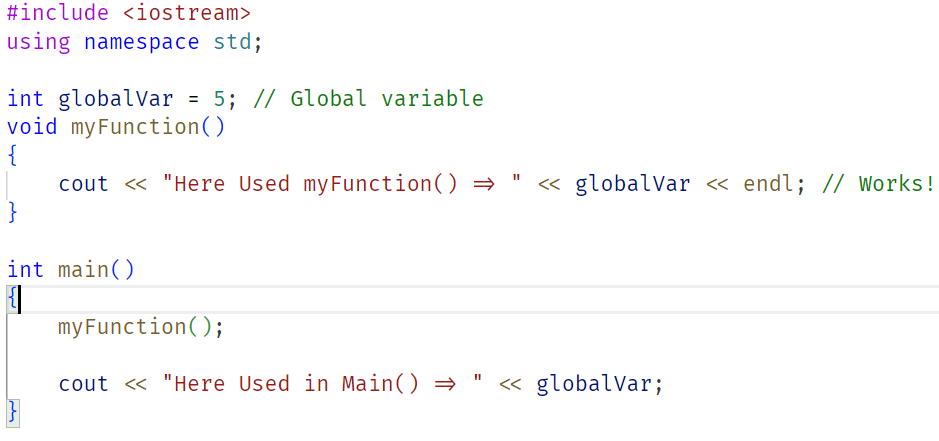 #include <iostream>
using namespace std;
int globalVar = 5; // Global variable
void myFunction()
{
    cout << "Here Used myFunction() => " << globalVar << endl; // Works!
}
int main()
{
    myFunction();
    cout << "Here Used in Main() => " << globalVar;
}